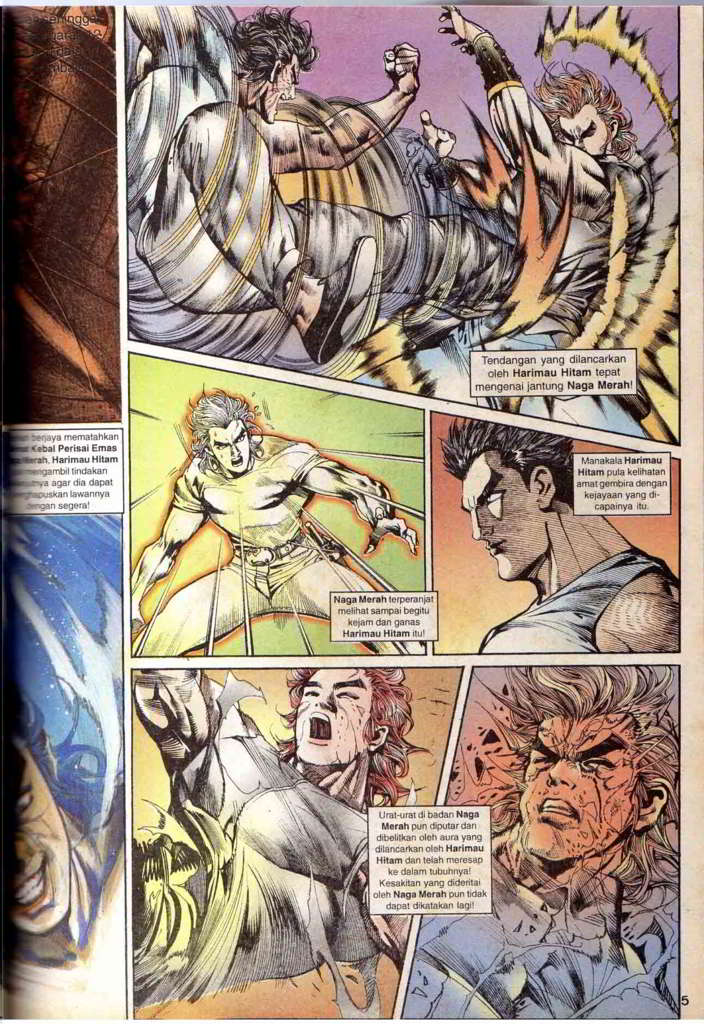 Tendangan yang dilancarkan
oleh Harimau Hitam tepat
mengenai jantung Naga Merah!
berjaya mematahkan
Kebal Perisai Emas
Merah, Harimau Hitam
mengambil tindakan
agar dia dapat
lawannya
dengan segera!
Naga Merah terperanjat
melihat sampai begitu
kejam dan ganas
Harimau Hitam itu!
Manakala Harimau
Hitam pula kelihatan
amat gembira dengan
kejayaan yang di-
capainya itu.
Urat-urat di badan Naga
Merah pun diputar dan
dibelitkan oleh aura yang
dilancarkan oleh Harimau
Hitam dan telah meresap
ke dalam tubuhnya!
Kesakitan yang dideritai
oleh Naga Merah pun tidak
dapat dikatakan lagi!
5